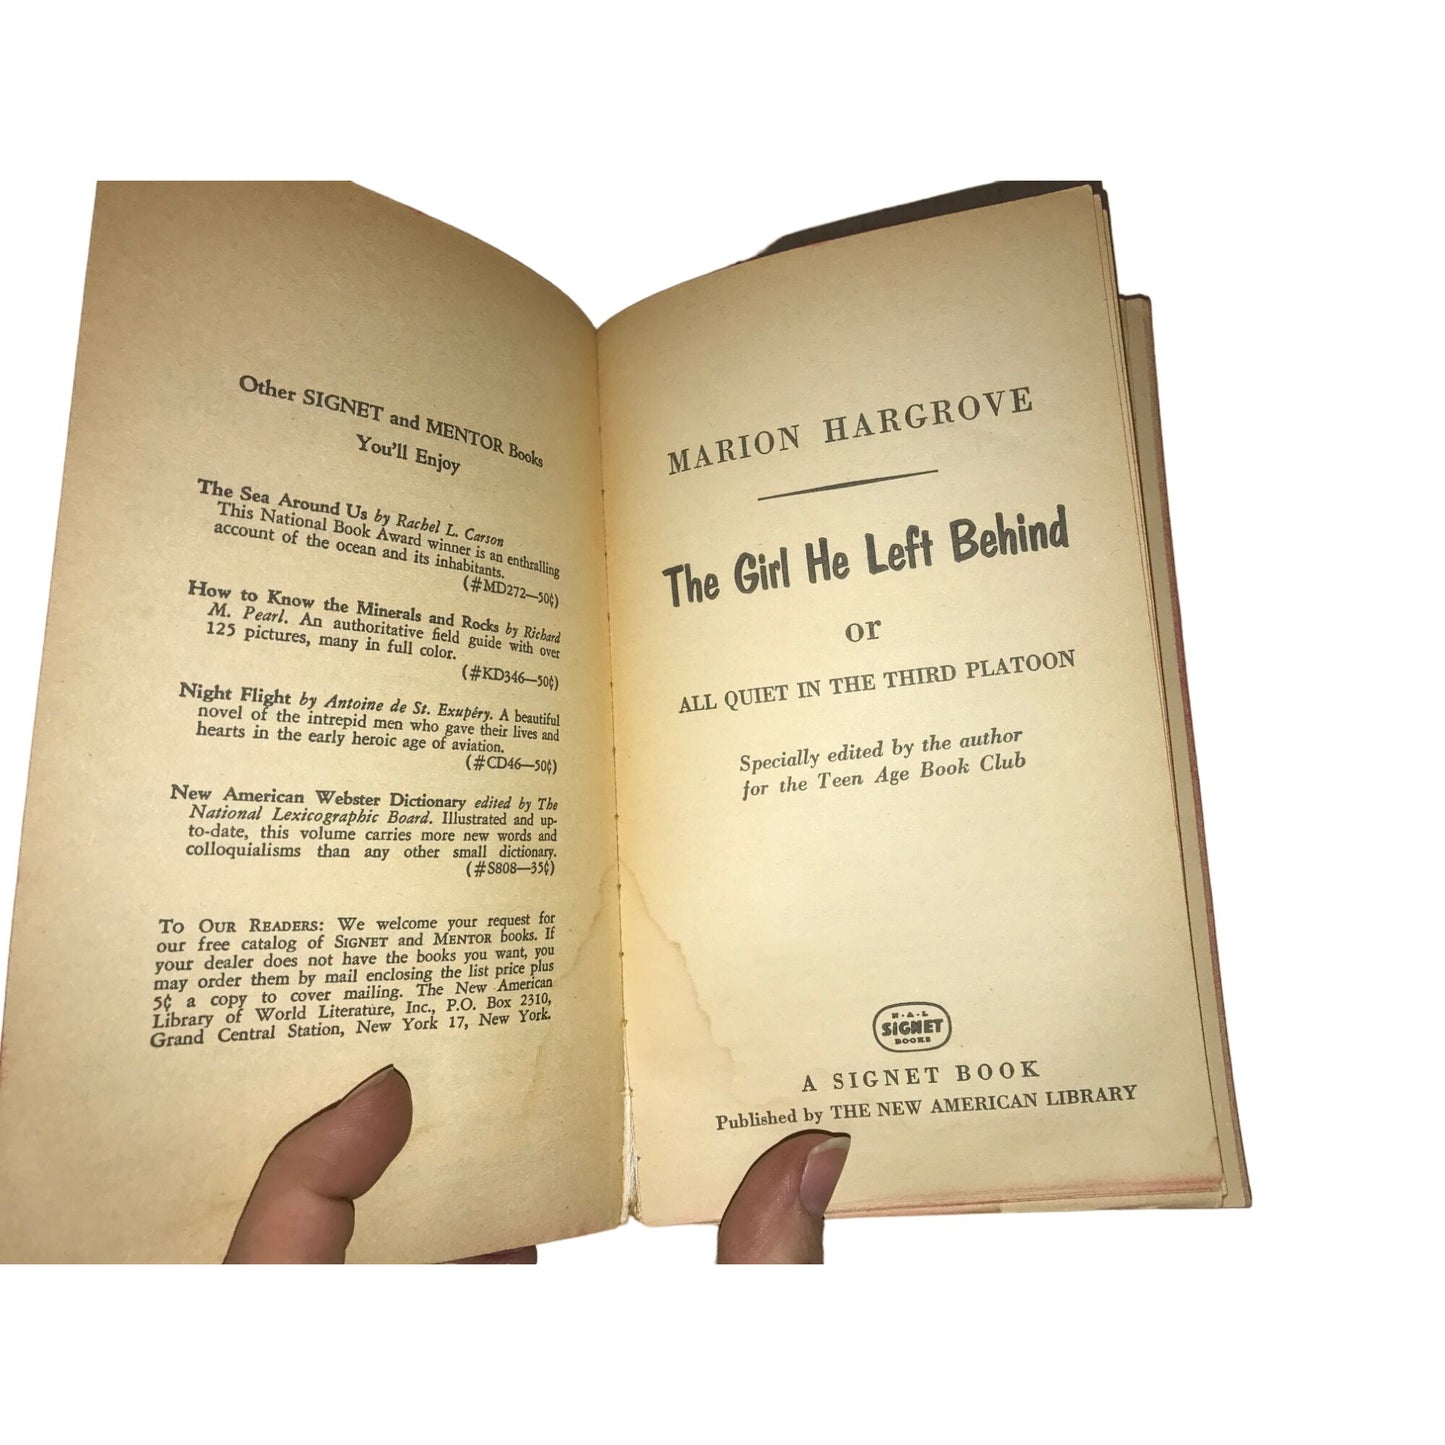 Other SIGNET and MENTOR Books
You'll Enjoy
The Sea Around Us by Rachel L. Carson
This National Book Award winner is an enthralling
account of the ocean and its inhabitants.
(#MD272—50¢)
How to Know the Minerals and Rocks by Richard
M. Pearl. An authoritative field guide with over
125 pictures, many in full color.
(#KD346—50¢)
Night Flight by Antoine de St. Exupéry. A beautiful
novel of the intrepid men who gave their lives and
hearts in the early heroic age of aviation.
(#CD46—50¢)
New American Webster Dictionary edited by The
National Lexicographic Board. Illustrated and up-
to-date, this volume carries more new words and
colloquialisms than any other small dictionary.
(#S808—35¢)
TO OUR READERS: We welcome your request for
our free catalog of SIGNET and MENTOR books. If
your dealer does not have the books you want, you
may order them by mail enclosing the list price plus
5¢ a copy to cover mailing. The New American
Library of World Literature, Inc., P.O. Box 2310,
Grand Central Station, New York 17, New York.
MARION HARGROVE
The Girl He Left Behind
or
ALL QUIET IN THE THIRD PLATOON
Specially edited by the author
for the Teen Age Book Club
N·A·L
SIGNET
BOOKS
A SIGNET BOOK
Published by THE NEW AMERICAN LIBRARY